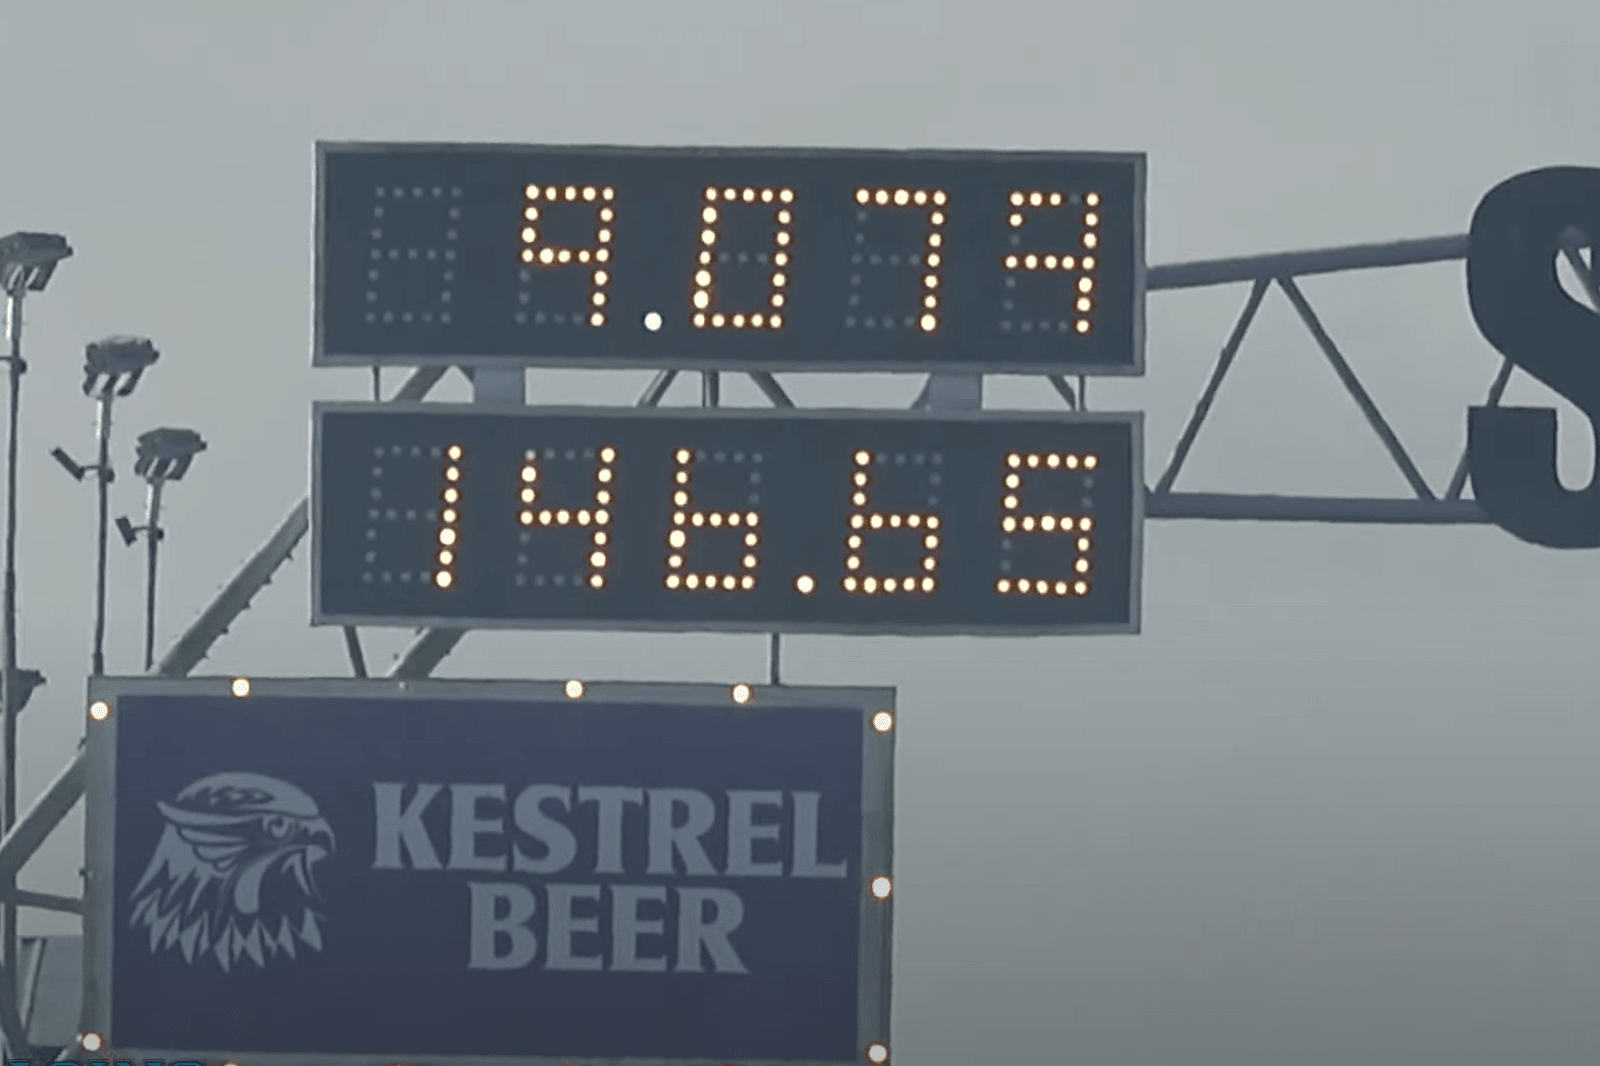 9.079
146.65
S
KESTREL
BEER